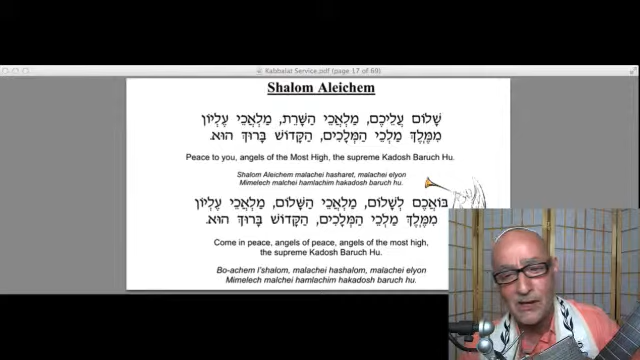 Kabbalat Service.pdf (page 17 of 69)
Shalom Aleichem
שָׁלוֹם עֲלֵיכֶם, מַלְאֲכֵי הַשָּׁרֵת, מַלְאֲכֵי עֶלְיוֹן
מִמֶּלֶךְ מַלְכֵי הַמְּלָכִים, הַקָּדוֹשׁ בָּרוּךְ הוּא.
Peace to you, angels of the Most High, the supreme Kadosh Baruch Hu.
Shalom Aleichem malachei hasharet, malachei elyon
Mimelech malchei hamlachim hakadosh baruch hu.
בּוֹאֲכֶם לְשָׁלוֹם, מַלְאֲכֵי הַשָּׁלוֹם, מַלְאֲכֵי עֶלְיוֹן
מִמֶּלֶךְ מַלְכֵי הַמְּלָכִים, הַקָּדוֹשׁ בָּרוּךְ הוּא.
Come in peace, angels of peace, angels of the most high,
the supreme Kadosh Baruch Hu.
Bo-achem l'shalom, malachei hashalom, malachei elyon
Mimelech malchei hamlachim hakadosh baruch hu.